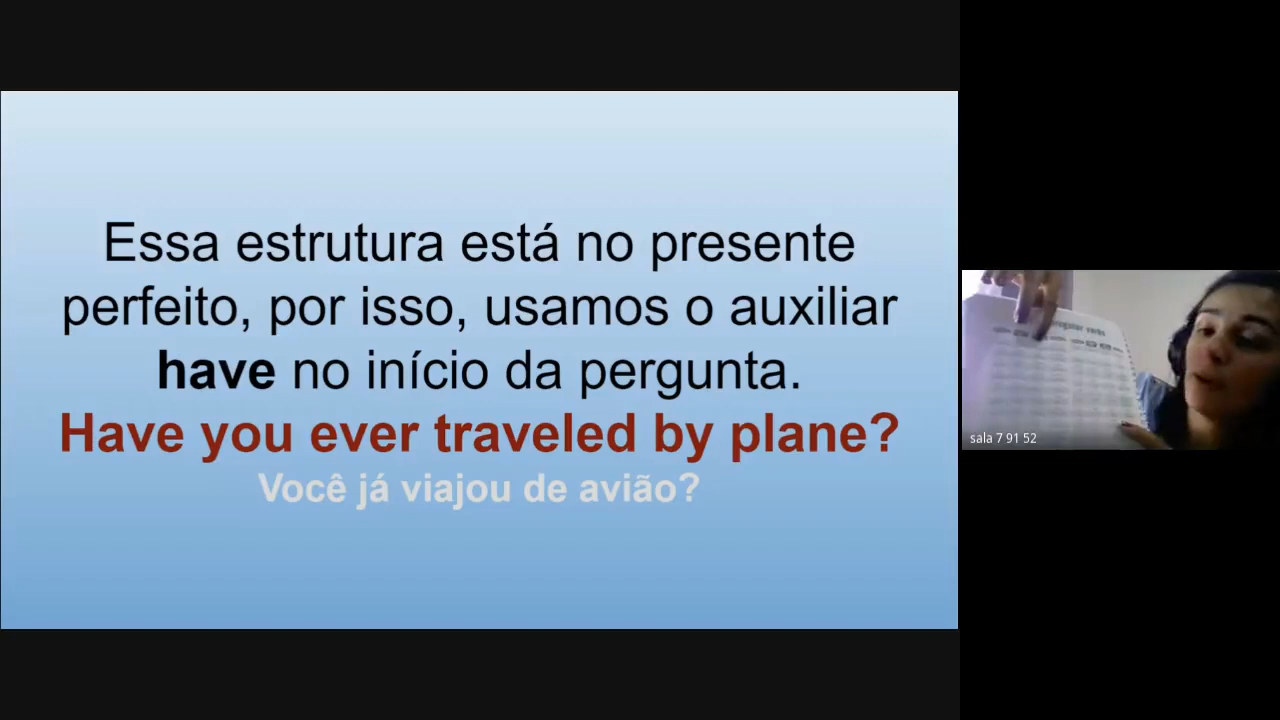 Essa estrutura está no presente
perfeito, por isso, usamos o auxiliar
have no início da pergunta.
Have you ever traveled by plane?
Você já viajou de avião?
verbs
sala 7 91 52